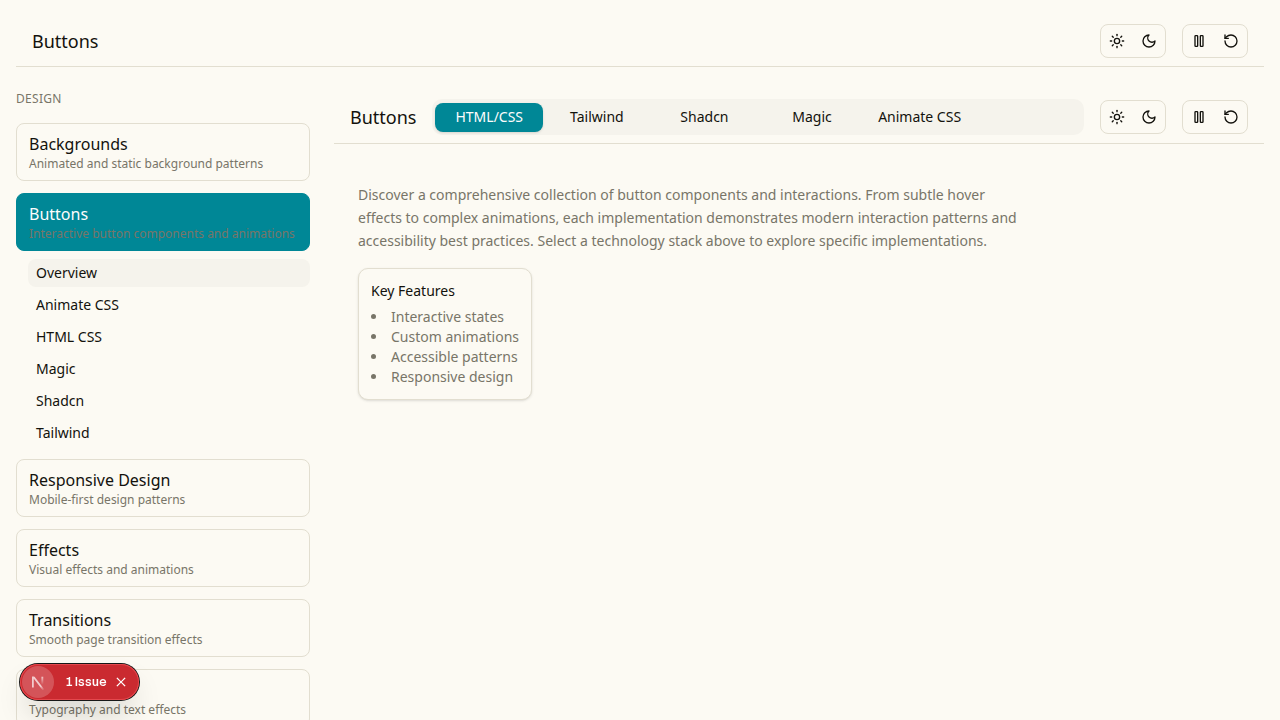 Buttons
DESIGN
Backgrounds
Animated and static background patterns
Buttons
Interactive button components and animations
Overview
Animate CSS
HTML CSS
Magic
Shadcn
Tailwind
Responsive Design
Mobile-first design patterns
Effects
Visual effects and animations
Transitions
Smooth page transition effects
Typography and text effects
N
1 Issue
Buttons
HTML/CSS
Tailwind
Shadcn
Magic
Animate CSS
Discover a comprehensive collection of button components and interactions. From subtle hover
effects to complex animations, each implementation demonstrates modern interaction patterns and
accessibility best practices. Select a technology stack above to explore specific implementations.
Key Features
Interactive states
Custom animations
Accessible patterns
Responsive design